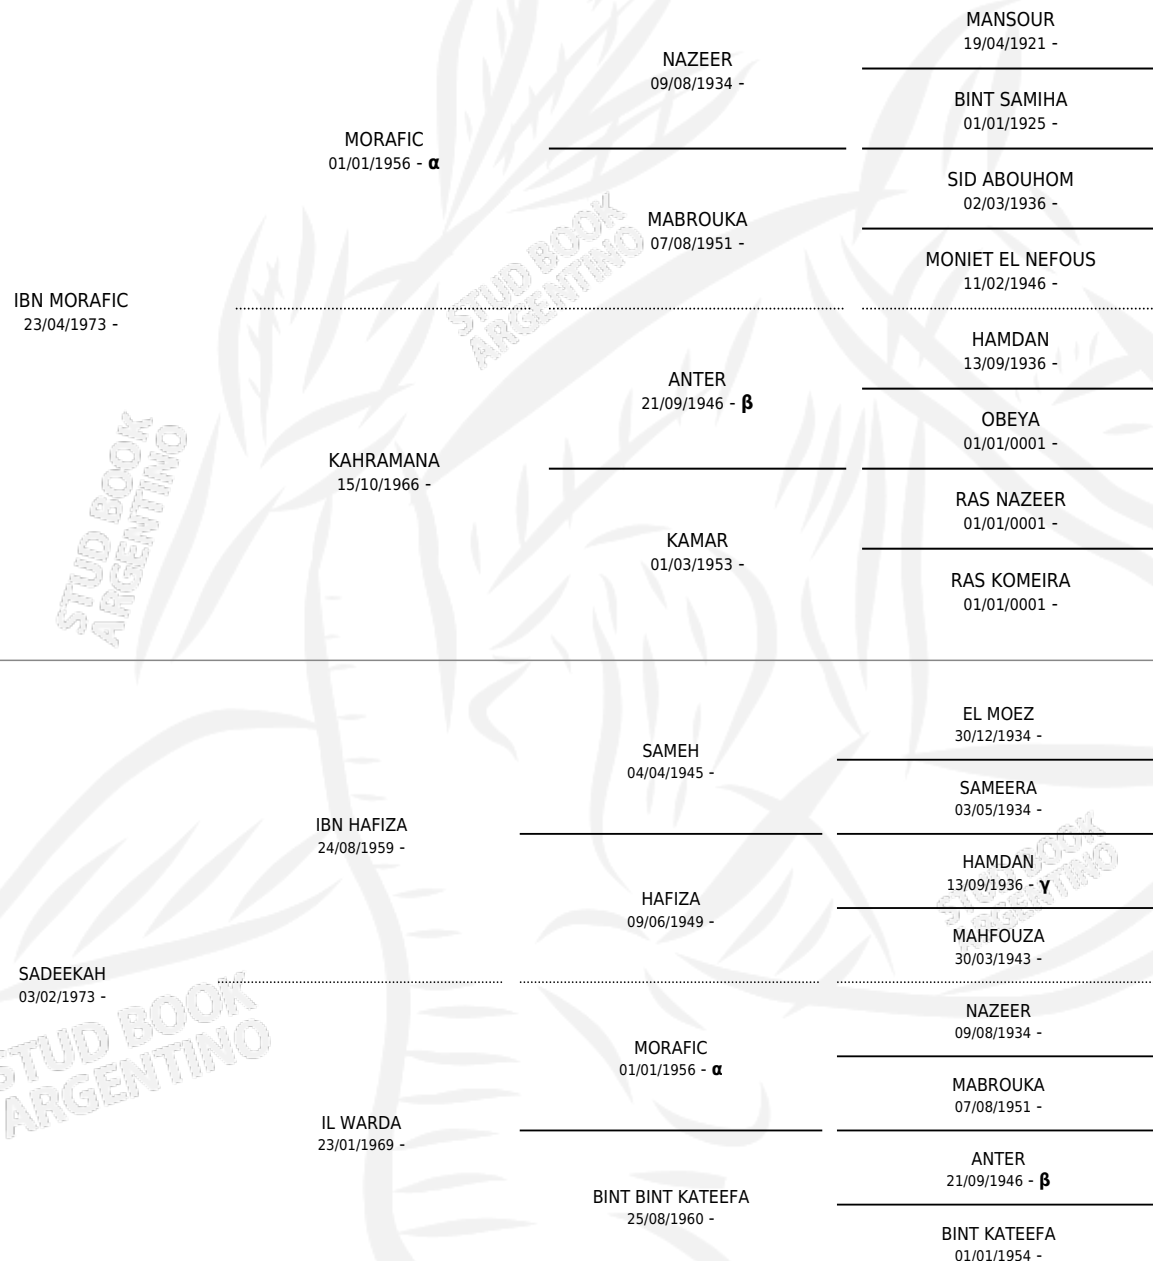 MANSOUR
19/04/1921 -
NAZEER
09/08/1934 -
BINT SAMIHA
01/01/1925 -
MORAFIC
01/01/1956 - α
SID ABOUHOM
02/03/1936 -
MABROUKA
07/08/1951 -
MONIET EL NEFOUS
11/02/1946 -
IBN MORAFIC
23/04/1973 -
HAMDAN
13/09/1936 -
ANTER
21/09/1946 - β
OBEYA
01/01/0001 -
KAHRAMANA
15/10/1966 -
RAS NAZEER
01/01/0001 -
KAMAR
01/03/1953 -
RAS KOMEIRA
01/01/0001 -
STUD BOOK
ARGENTINO
STUD BOOK
ARGENTINO
EL MOEZ
30/12/1934 -
SAMEH
04/04/1945 -
SAMEERA
03/05/1934 -
IBN HAFIZA
24/08/1959 -
HAMDAN
13/09/1936 - γ
HAFIZA
09/06/1949 -
MAHFOUZA
30/03/1943 -
SADEEKAH
03/02/1973 -
NAZEER
09/08/1934 -
MORAFIC
01/01/1956 - α
MABROUKA
07/08/1951 -
IL WARDA
23/01/1969 -
ANTER
21/09/1946 - β
BINT BINT KATEEFA
25/08/1960 -
BINT KATEEFA
01/01/1954 -
STUD BOOK
ARGENTINO
STUD BOOK
ARGENTINO